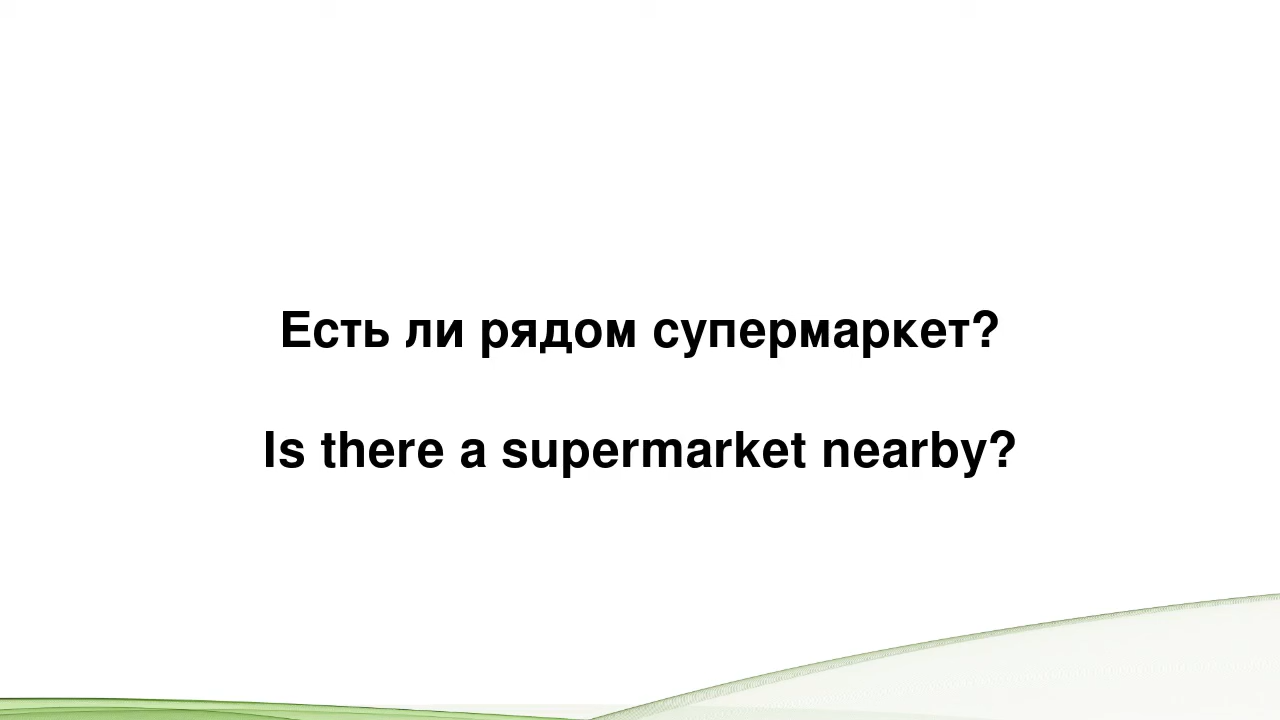 Есть ли рядом супермаркет?
Is there a supermarket nearby?